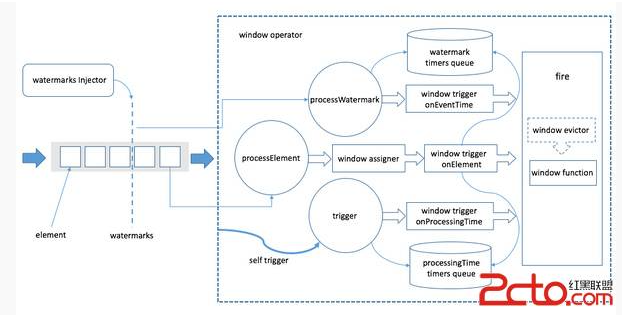 window operator
watermarks Injector
watermark
timers queue
fire
processWatermark
window trigger
onEventTime
window evictor
processElement
window assigner
window trigger
onElement
window function
trigger
window trigger
onProcessingTime
element
watermarks
self trigger
processingTime
timers queue
2cto.com
红黑联盟